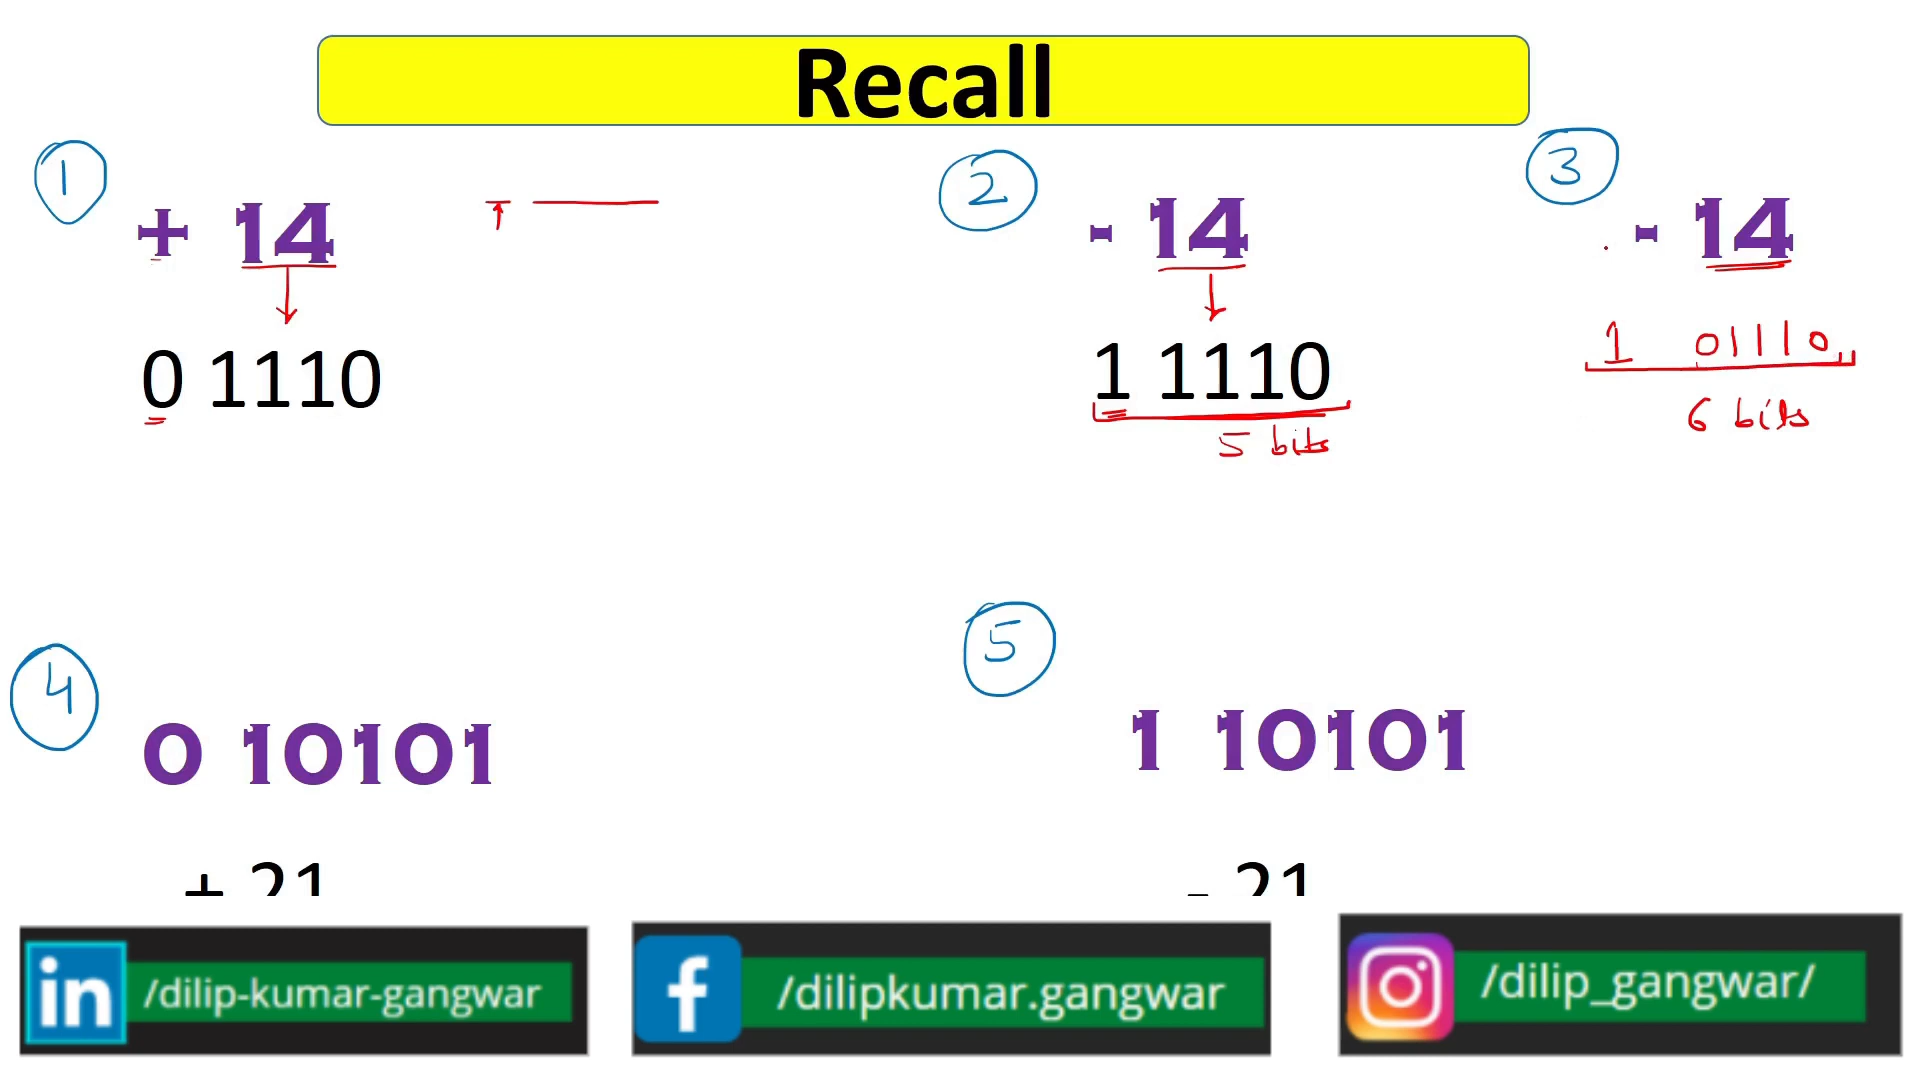 Recall
1
+ 14
0 1110
2
- 14
1 1110
5 bits
3
- 14
1 01110
6 bits
4
0 10101
+ 21
5
1 10101
- 21
in /dilip-kumar-gangwar
f /dilipkumar.gangwar
/dilip_gangwar/